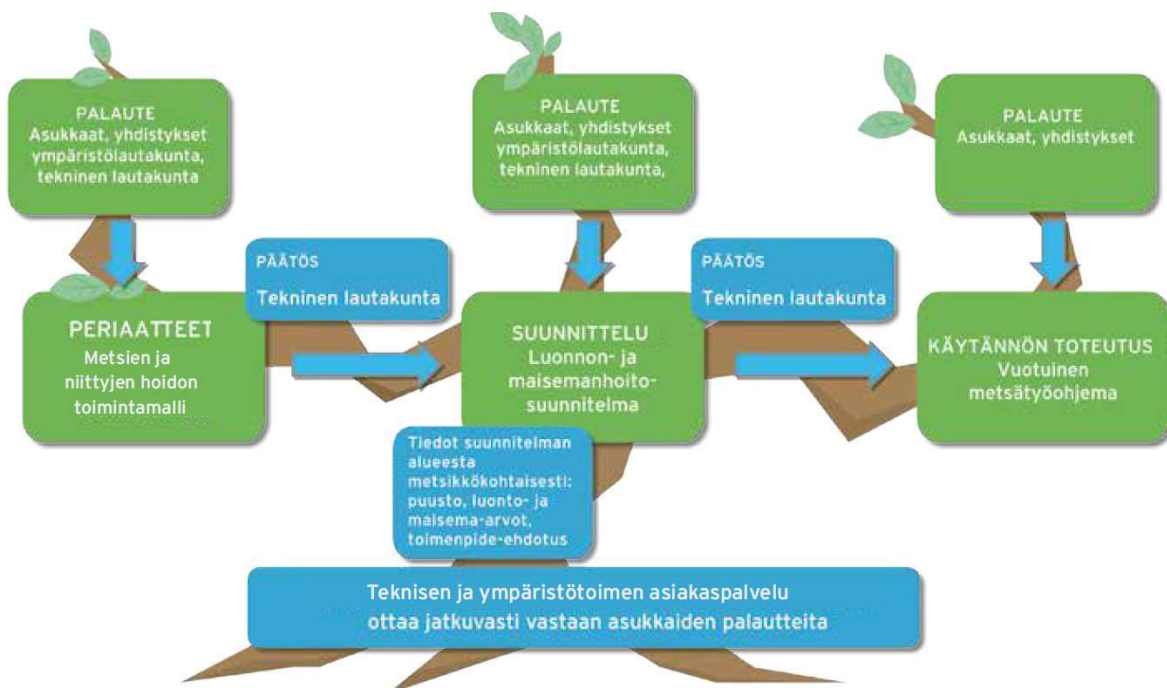 PALAUTE
Asukkaat, yhdistykset
ympäristölautakunta,
tekninen lautakunta
PALAUTE
Asukkaat, yhdistykset
ympäristölautakunta,
tekninen lautakunta,
PALAUTE
Asukkaat, yhdistykset
PÄÄTÖS
Tekninen lautakunta
PÄÄTÖS
Tekninen lautakunta
PERIAATTEET
Metsien ja
niittyjen hoidon
toimintamalli
SUUNNITTELU
Luonnon- ja
maisemanhoito-
suunnitelma
KÄYTÄNNÖN TOTEUTUS
Vuotuinen
metsätyöohjema
Tiedot suunnitelman
alueesta
metsikkökohtaisesti:
puusto, luonto- ja
maisema-arvot,
toimenpide-ehdotus
Teknisen ja ympäristötoimen asiakaspalvelu
ottaa jatkuvasti vastaan asukkaiden palautteita